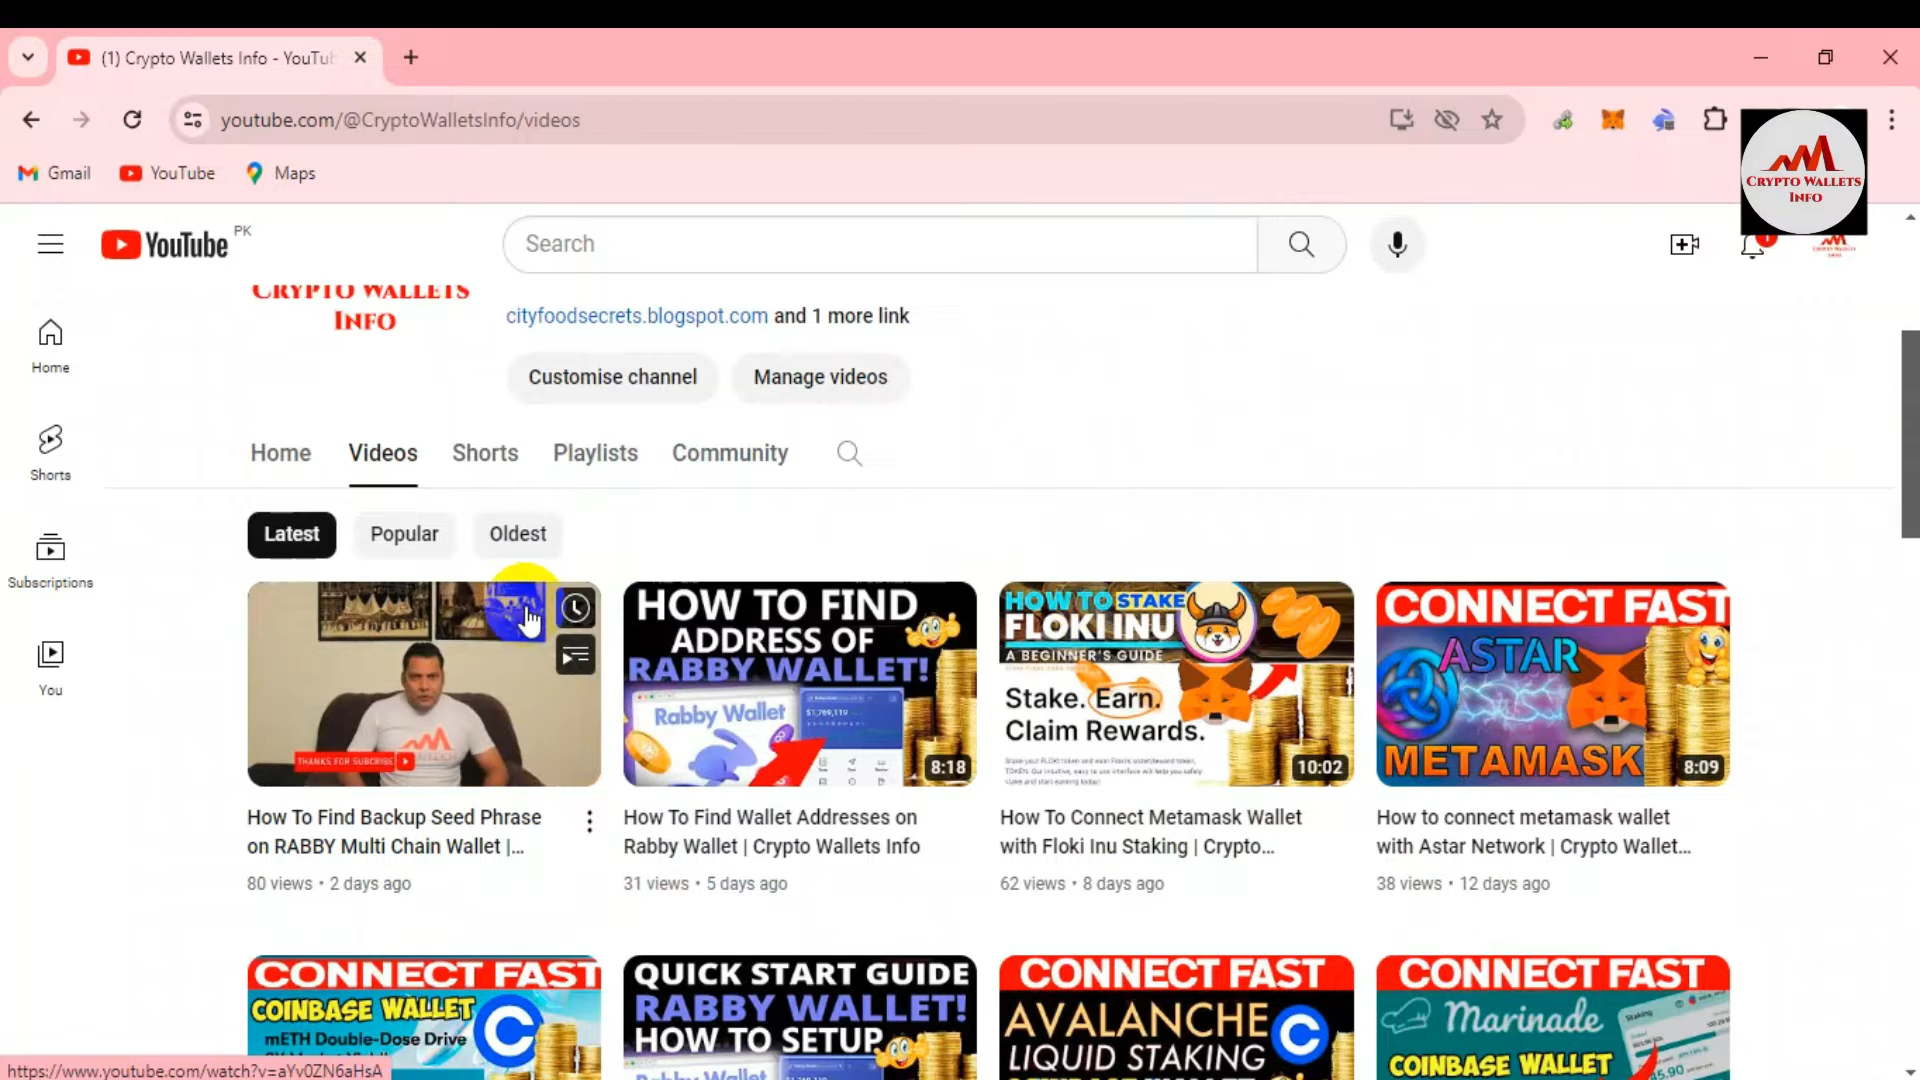 (1) Crypto Wallets Info - YouTu
youtube.com/@CryptoWalletsInfo/videos
Gmail
YouTube
Maps
CRYPTO WALLETS
INFO
YouTube PK
Search
1
CRYPTO WALLETS
INFO
cityfoodsecrets.blogspot.com and 1 more link
Customise channel
Manage videos
Home
Shorts
Subscriptions
You
Home
Videos
Shorts
Playlists
Community
Latest
Popular
Oldest
THANKS FOR SUBSCRIBE
How To Find Backup Seed Phrase
on RABBY Multi Chain Wallet |...
80 views • 2 days ago
HOW TO FIND
ADDRESS OF
RABBY WALLET!
Rabby Wallet
8:18
How To Find Wallet Addresses on
Rabby Wallet | Crypto Wallets Info
31 views • 5 days ago
HOW TO STAKE
FLOKI INU
A BEGINNER'S GUIDE
Stake. Earn.
Claim Rewards.
10:02
How To Connect Metamask Wallet
with Floki Inu Staking | Crypto...
62 views • 8 days ago
CONNECT FAST
ASTAR
METAMASK
8:09
How to connect metamask wallet
with Astar Network | Crypto Wallet...
38 views • 12 days ago
CONNECT FAST
COINBASE WALLET
mETH Double-Dose Drive
QUICK START GUIDE
RABBY WALLET!
HOW TO SETUP
Rabby Wallet
CONNECT FAST
AVALANCHE
LIQUID STAKING
CONNECT FAST
Marinade
COINBASE WALLET
Staking
https://www.youtube.com/watch?v=aYv0ZN6aHsA